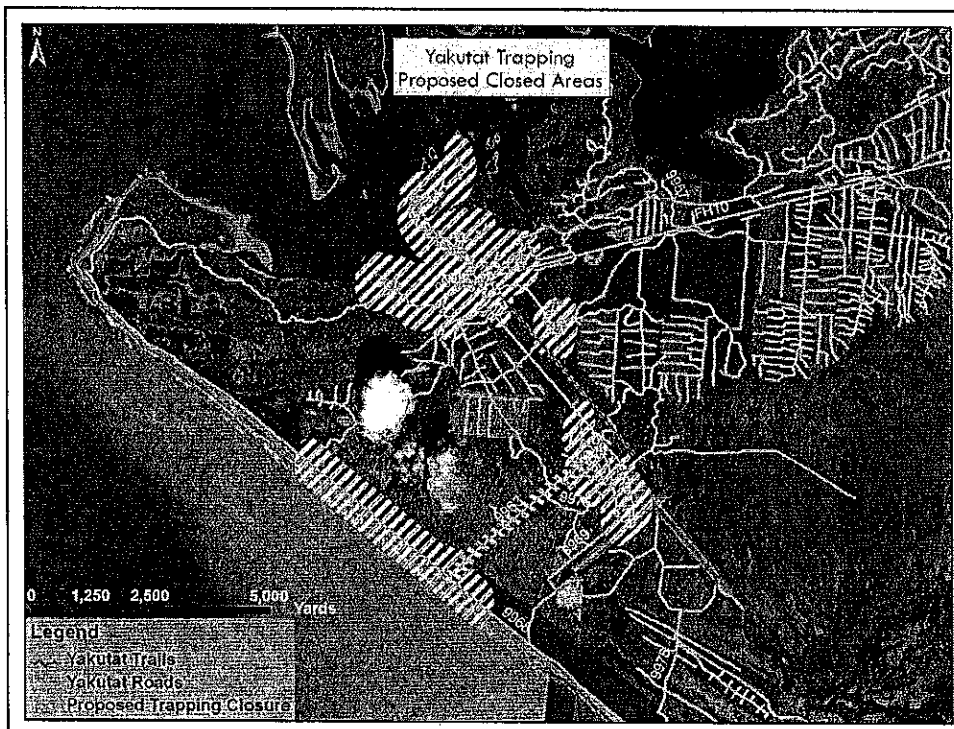 N
Yakutat Trapping
Proposed Closed Areas
FH10
0 1,250 2,500 5,000
Yards
Legend
Yakutat Trails
Yakutat Roads
Proposed Trapping Closure